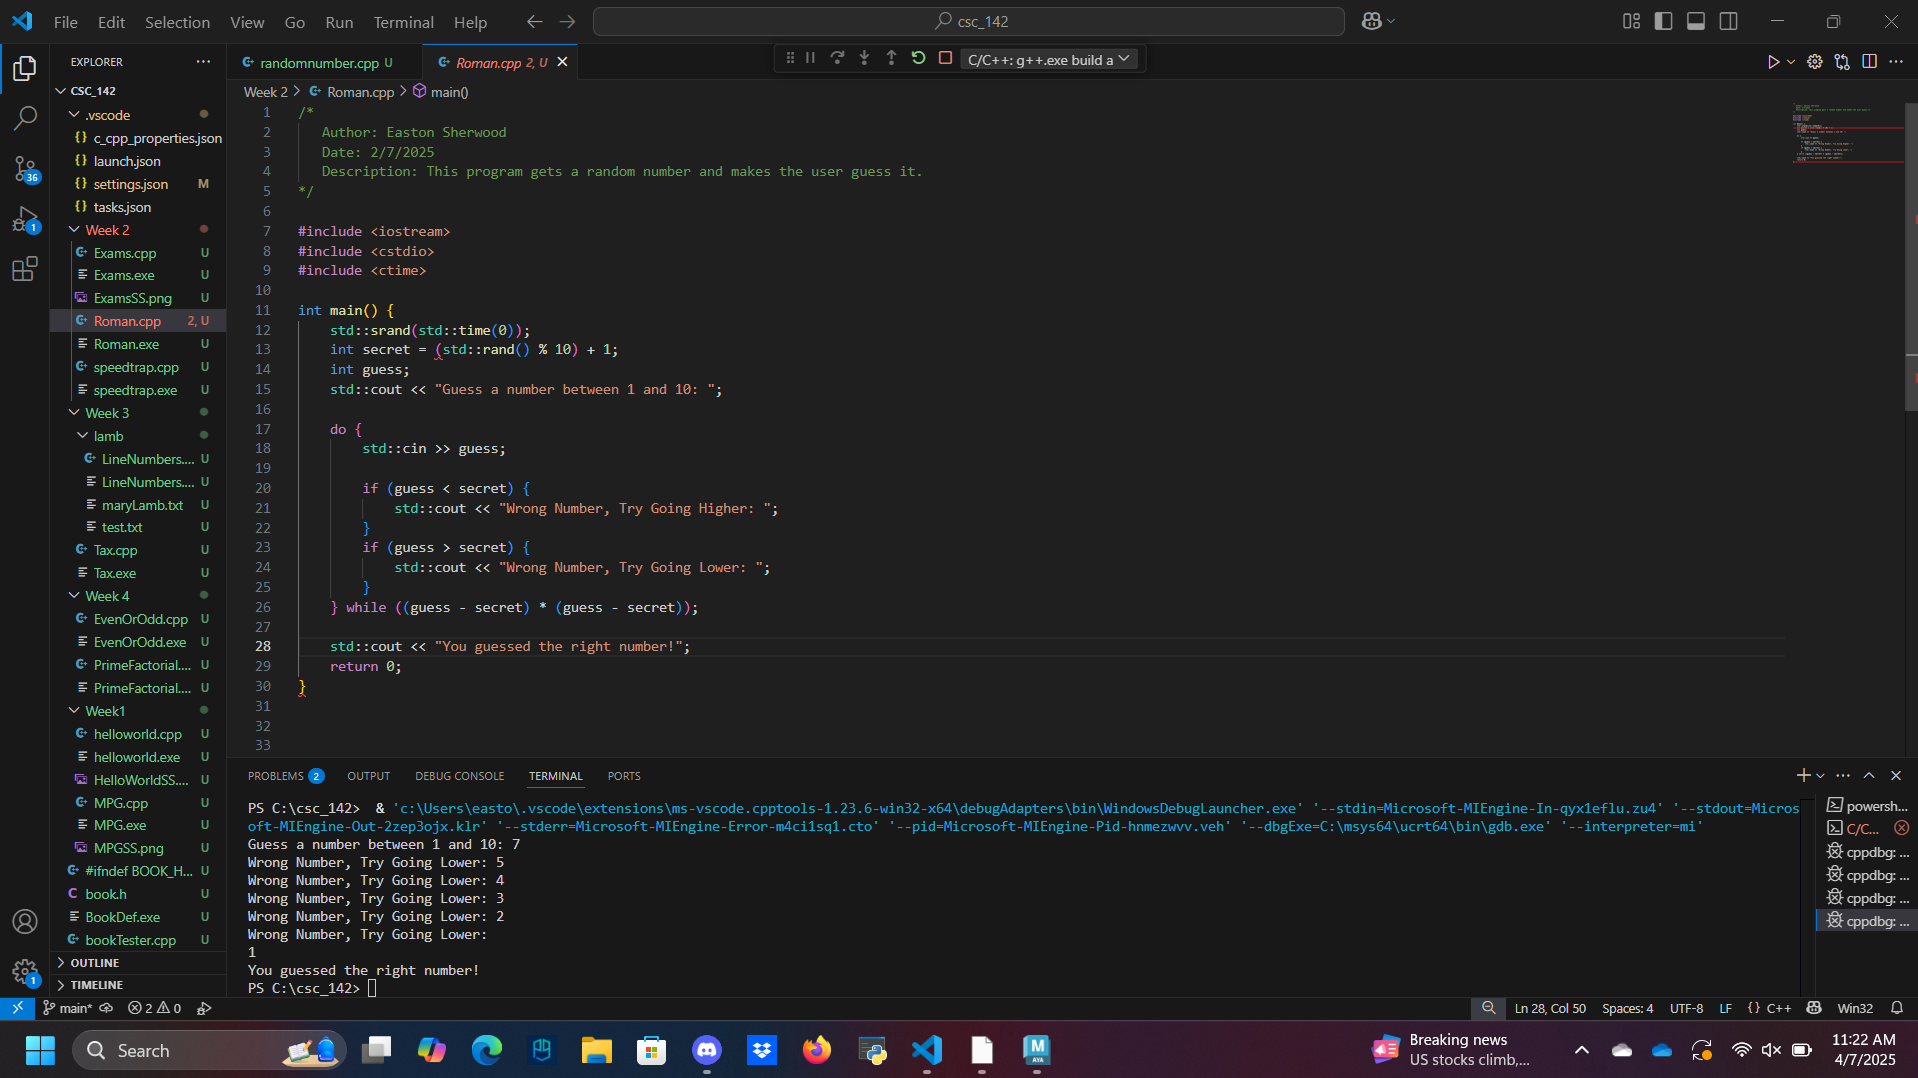 File Edit Selection View Go Run Terminal Help
csc_142
EXPLORER
CSC_142
.vscode
c_cpp_properties.json
launch.json
settings.json M
tasks.json
Week 2
Exams.cpp U
Exams.exe U
ExamsSS.png U
Roman.cpp 2, U
Roman.exe U
speedtrap.cpp U
speedtrap.exe U
Week 3
lamb
LineNumbers.... U
LineNumbers.... U
maryLamb.txt U
test.txt U
Tax.cpp U
Tax.exe U
Week 4
EvenOrOdd.cpp U
EvenOrOdd.exe U
PrimeFactorial.... U
PrimeFactorial.... U
Week1
helloworld.cpp U
helloworld.exe U
HelloWorldSS.... U
MPG.cpp U
MPG.exe U
MPGSS.png U
#ifndef BOOK_H... U
book.h U
BookDef.exe U
bookTester.cpp U
OUTLINE
TIMELINE
36
1
1
randomnumber.cpp U
Roman.cpp 2, U
C/C++: g++.exe build a
Week 2 > Roman.cpp > main()
1 /*
2 Author: Easton Sherwood
3 Date: 2/7/2025
4 Description: This program gets a random number and makes the user guess it.
5 */
6
7 #include <iostream>
8 #include <cstdio>
9 #include <ctime>
10
11 int main() {
12 std::srand(std::time(0));
13 int secret = (std::rand() % 10) + 1;
14 int guess;
15 std::cout << "Guess a number between 1 and 10: ";
16
17 do {
18 std::cin >> guess;
19
20 if (guess < secret) {
21 std::cout << "Wrong Number, Try Going Higher: ";
22 }
23 if (guess > secret) {
24 std::cout << "Wrong Number, Try Going Lower: ";
25 }
26 } while ((guess - secret) * (guess - secret));
27
28 std::cout << "You guessed the right number!";
29 return 0;
30 }
31
32
33
PROBLEMS 2 OUTPUT DEBUG CONSOLE TERMINAL PORTS
PS C:\csc_142> & 'c:\Users\easto\.vscode\extensions\ms-vscode.cpptools-1.23.6-win32-x64\debugAdapters\bin\WindowsDebugLauncher.exe' '--stdin=Microsoft-MIEngine-In-qyx1eflu.zu4' '--stdout=Micros
oft-MIEngine-Out-2zep3ojx.klr' '--stderr=Microsoft-MIEngine-Error-m4ci1sq1.cto' '--pid=Microsoft-MIEngine-Pid-hnmezwvv.veh' '--dbgExe=C:\msys64\ucrt64\bin\gdb.exe' '--interpreter=mi'
Guess a number between 1 and 10: 7
Wrong Number, Try Going Lower: 5
Wrong Number, Try Going Lower: 4
Wrong Number, Try Going Lower: 3
Wrong Number, Try Going Lower: 2
Wrong Number, Try Going Lower:
1
You guessed the right number!
PS C:\csc_142>
powersh...
C/C...
cppdbg: ...
cppdbg: ...
cppdbg: ...
cppdbg: ...
main* 2 0
Ln 28, Col 50 Spaces: 4 UTF-8 LF {} C++ Win32
Search
Breaking news
US stocks climb,...
11:22 AM
4/7/2025